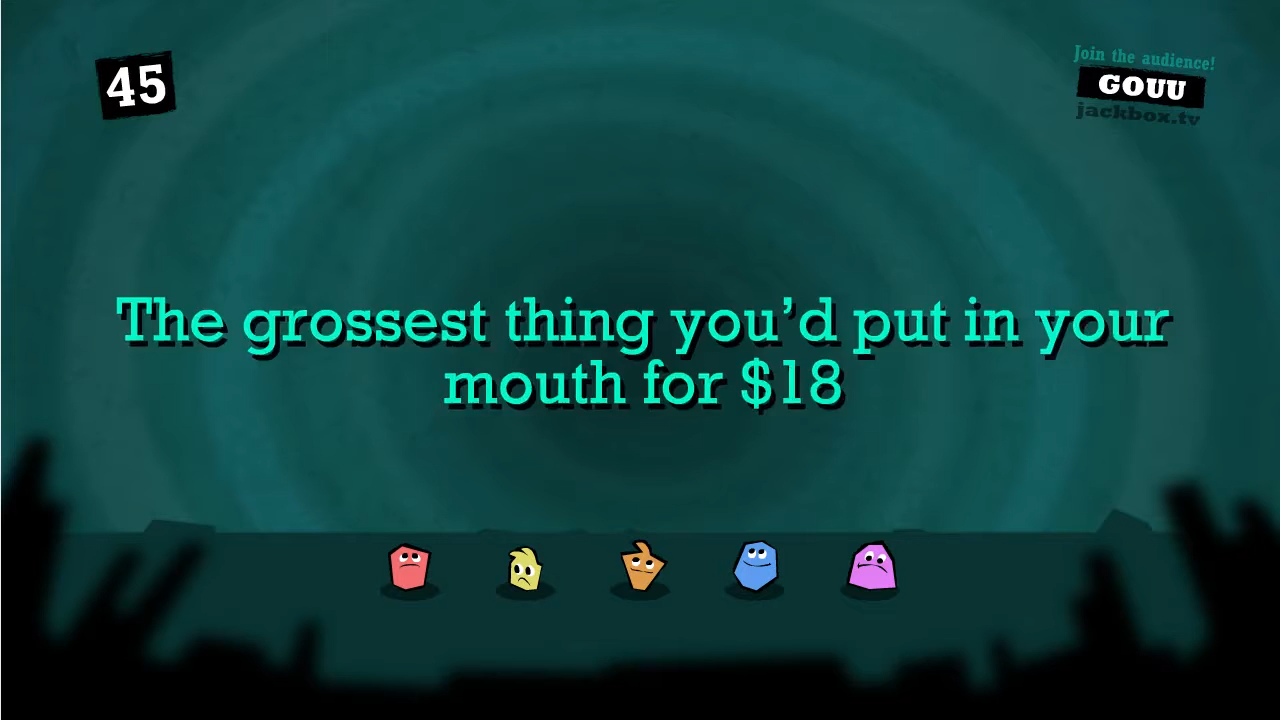 45
Join the audience!
GOUU
jackbox.tv
The grossest thing you’d put in your
mouth for $18